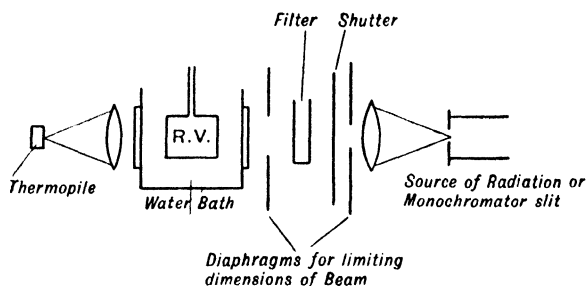 Filter
Shutter
R.V.
Thermopile
Water Bath
Source of Radiation or
Monochromator slit
Diaphragms for limiting
dimensions of Beam